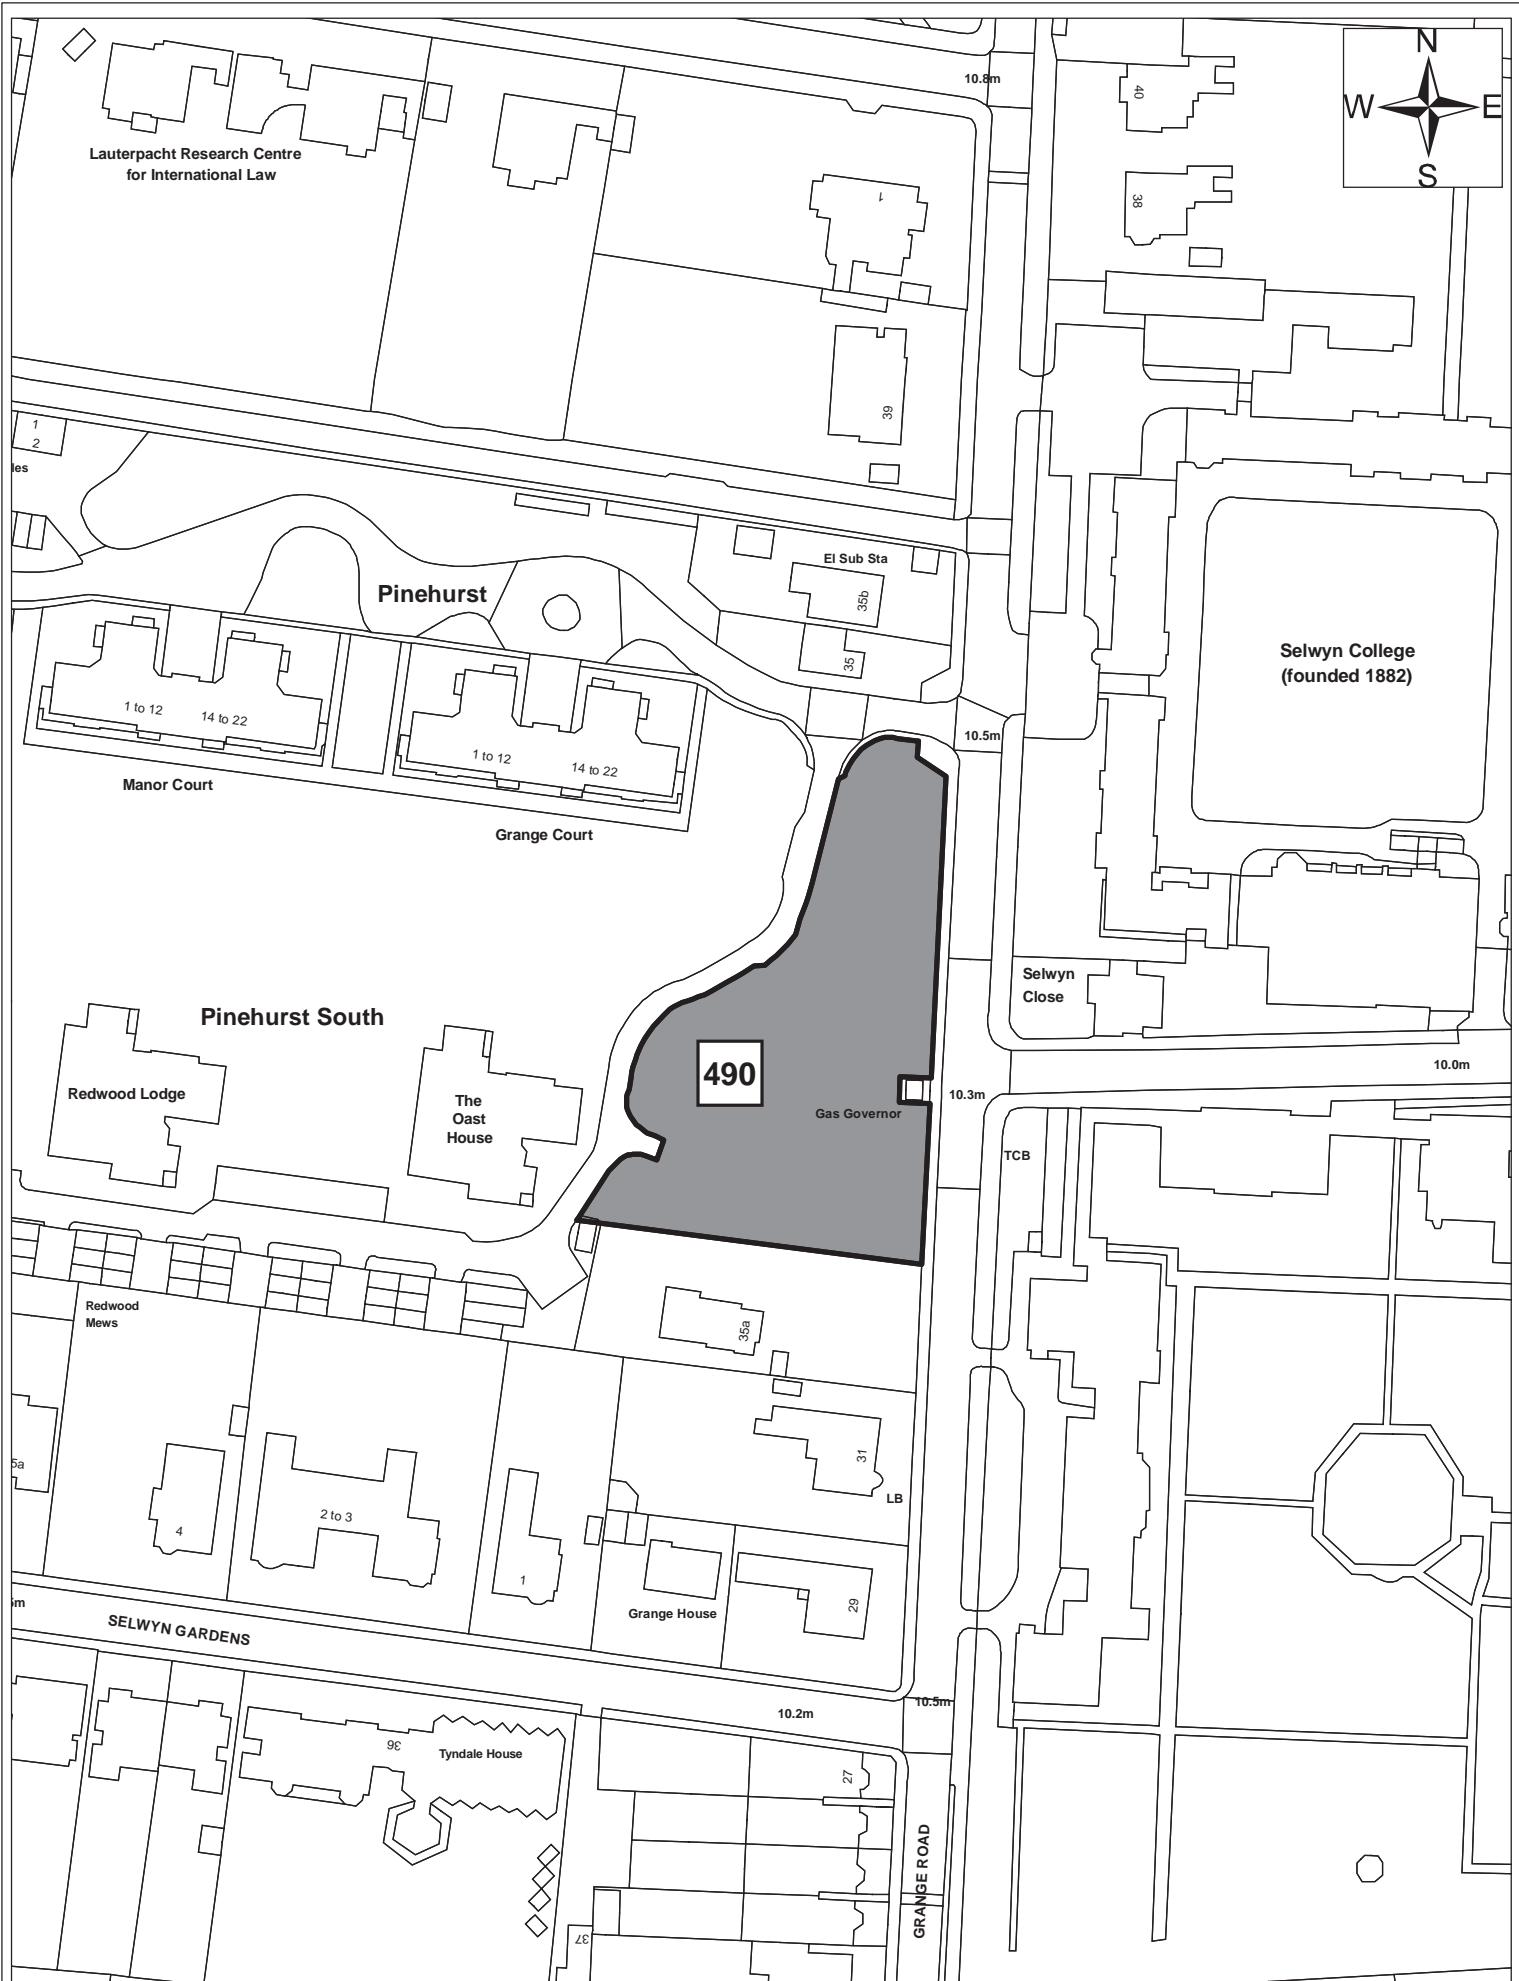 N
W
E
S
10.8m
40
Lauterpacht Research Centre
for International Law
1
38
39
1
2
les
El Sub Sta
35b
Pinehurst
35
Selwyn College
(founded 1882)
1 to 12
14 to 22
10.5m
1 to 12
14 to 22
Manor Court
Grange Court
Selwyn
Close
Pinehurst South
10.0m
490
Redwood Lodge
The
Oast
House
10.3m
Gas Governor
TCB
Redwood
Mews
35a
31
5a
LB
2 to 3
4
1
29
5m
Grange House
SELWYN GARDENS
10.5m
10.2m
36
Tyndale House
27
GRANGE ROAD
37